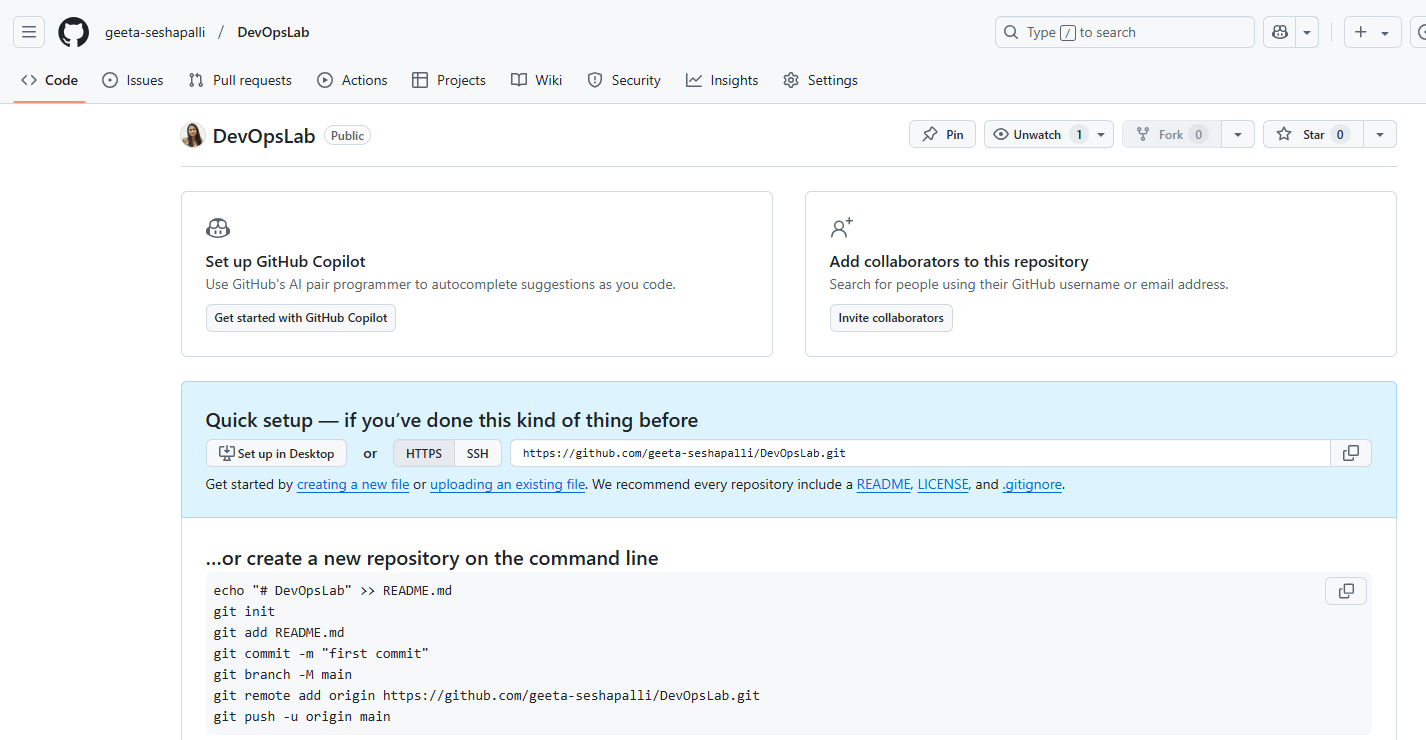 geeta-seshapalli / DevOpsLab
Type / to search
Code Issues Pull requests Actions Projects Wiki Security Insights Settings
DevOpsLab Public
Pin Unwatch 1 Fork 0 Star 0
Set up GitHub Copilot
Use GitHub's AI pair programmer to autocomplete suggestions as you code.
Get started with GitHub Copilot
Add collaborators to this repository
Search for people using their GitHub username or email address.
Invite collaborators
Quick setup — if you’ve done this kind of thing before
Set up in Desktop or HTTPS SSH https://github.com/geeta-seshapalli/DevOpsLab.git
Get started by creating a new file or uploading an existing file. We recommend every repository include a README, LICENSE, and .gitignore.
…or create a new repository on the command line
echo "# DevOpsLab" >> README.md
git init
git add README.md
git commit -m "first commit"
git branch -M main
git remote add origin https://github.com/geeta-seshapalli/DevOpsLab.git
git push -u origin main